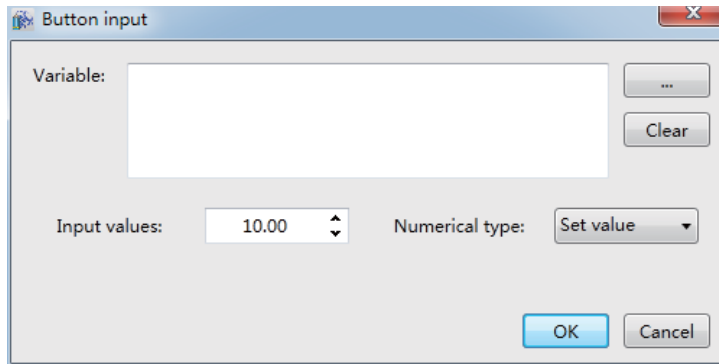 Button input
Variable:
...
Clear
Input values: 10.00 Numerical type: Set value
OK Cancel